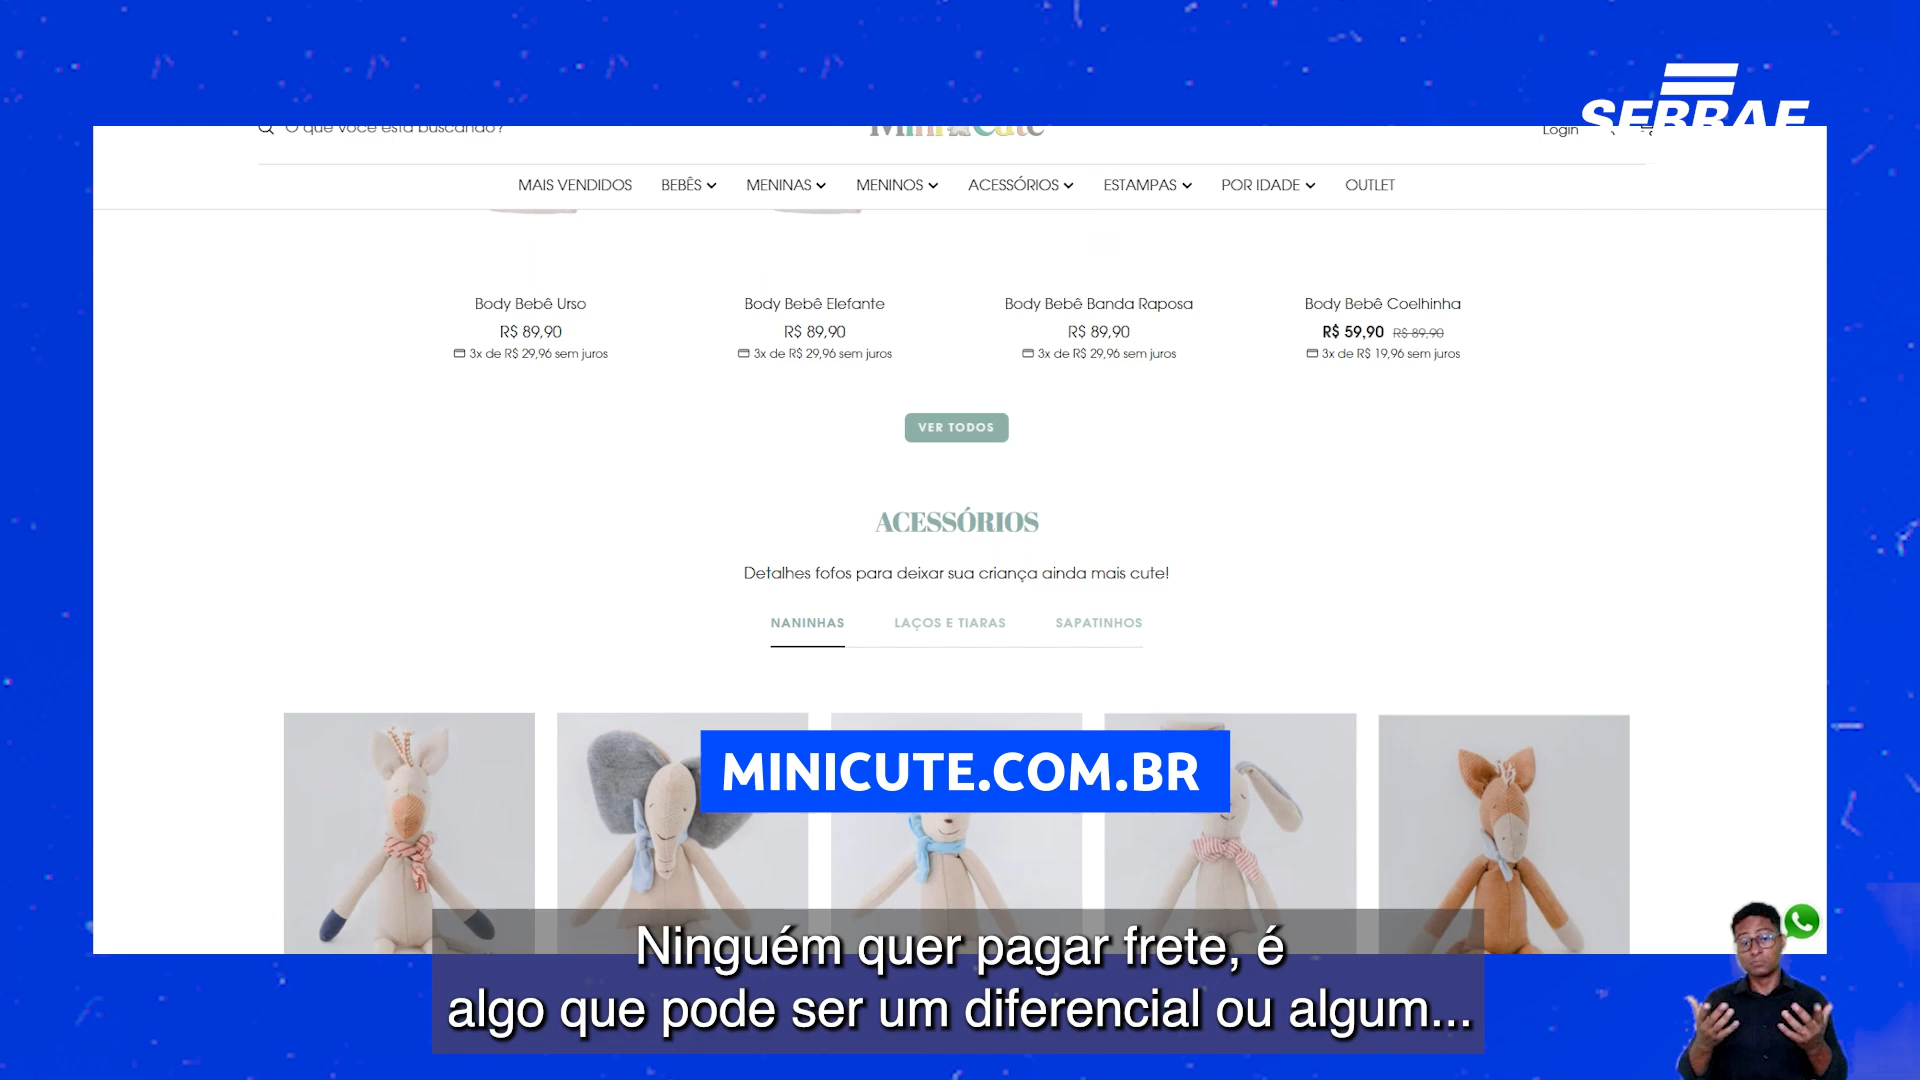 SEBRAE
O que você está buscando?
Mini Cute
Login
MAIS VENDIDOS BEBÊS MENINAS MENINOS ACESSÓRIOS ESTAMPAS POR IDADE OUTLET
Body Bebê Urso
R$ 89,90
3x de R$ 29,96 sem juros
Body Bebê Elefante
R$ 89,90
3x de R$ 29,96 sem juros
Body Bebê Banda Raposa
R$ 89,90
3x de R$ 29,96 sem juros
Body Bebê Coelhinha
R$ 59,90 R$ 89,90
3x de R$ 19,96 sem juros
VER TODOS
ACESSÓRIOS
Detalhes fofos para deixar sua criança ainda mais cute!
NANINHAS LAÇOS E TIARAS SAPATINHOS
MINICUTE.COM.BR
Ninguém quer pagar frete, é
algo que pode ser um diferencial ou algum...